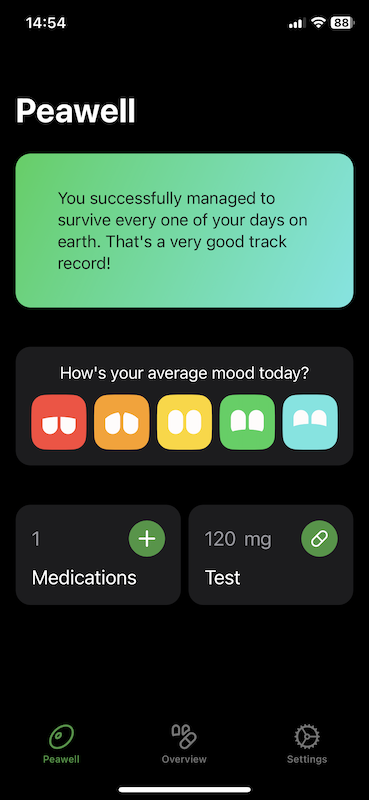 14:54
88
Peawell
You successfully managed to
survive every one of your days on
earth. That's a very good track
record!
How's your average mood today?
1
Medications
120 mg
Test
Peawell
Overview
Settings